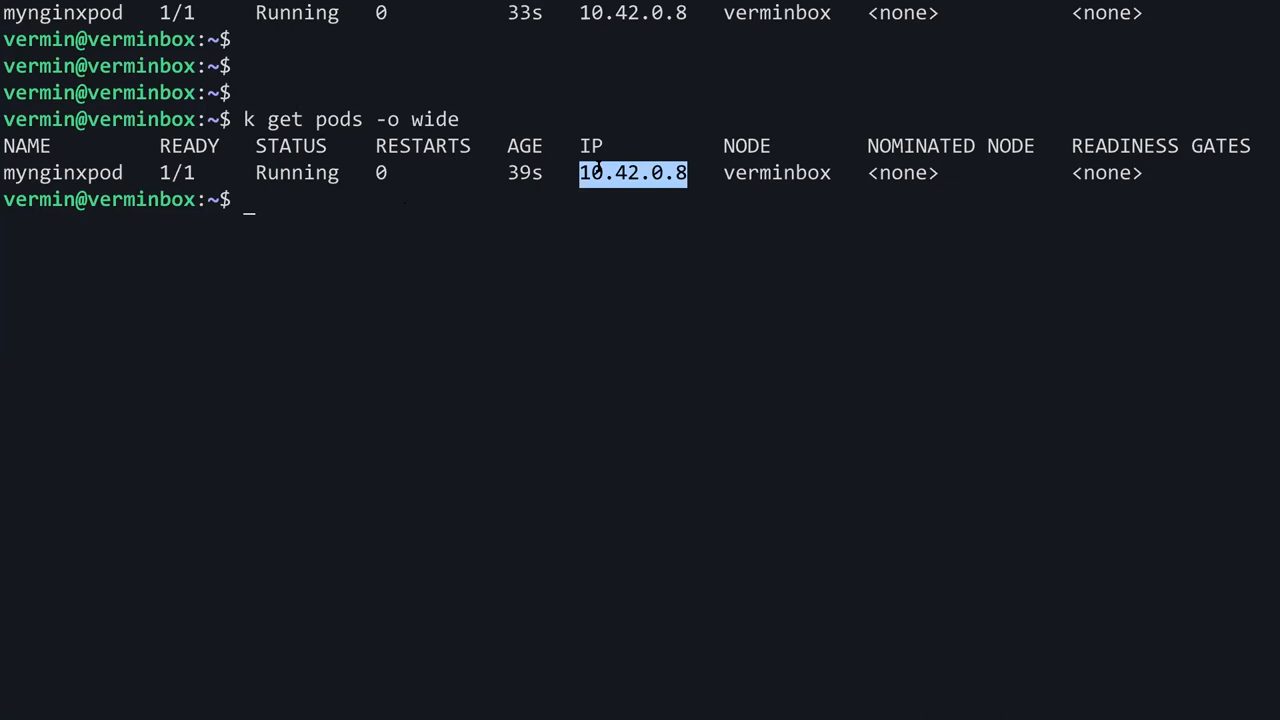 mynginxpod   1/1     Running   0          33s   10.42.0.8   verminbox   <none>           <none>
vermin@verminbox:~$
vermin@verminbox:~$
vermin@verminbox:~$
vermin@verminbox:~$ k get pods -o wide
NAME         READY   STATUS    RESTARTS   AGE   IP          NODE        NOMINATED NODE   READINESS GATES
mynginxpod   1/1     Running   0          39s   10.42.0.8   verminbox   <none>           <none>
vermin@verminbox:~$ _